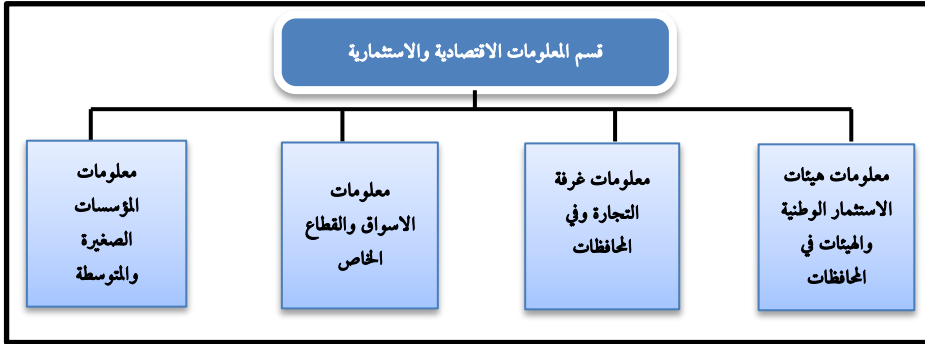 قسم المعلومات الاقتصادية والاستثمارية
معلومات هيئات
الاستثمار الوطنية
والهيئات في
المحافظات
معلومات غرفة
التجارة وفي
المحافظات
معلومات
الاسواق والقطاع
الخاص
معلومات
المؤسسات
الصغيرة
والمتوسطة